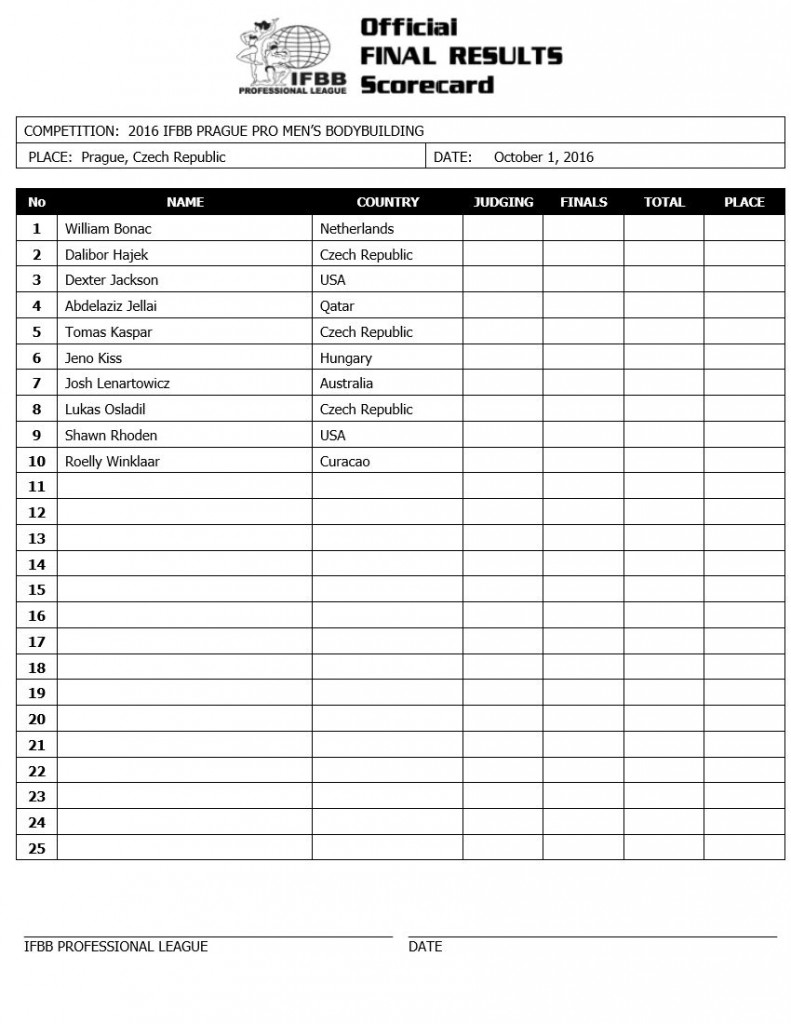 Official
FINAL RESULTS
Scorecard
IFBB
PROFESSIONAL LEAGUE
COMPETITION: 2016 IFBB PRAGUE PRO MEN'S BODYBUILDING
PLACE: Prague, Czech Republic DATE: October 1, 2016
No NAME COUNTRY JUDGING FINALS TOTAL PLACE
1 William Bonac Netherlands
2 Dalibor Hajek Czech Republic
3 Dexter Jackson USA
4 Abdelaziz Jellai Qatar
5 Tomas Kaspar Czech Republic
6 Jeno Kiss Hungary
7 Josh Lenartowicz Australia
8 Lukas Osladil Czech Republic
9 Shawn Rhoden USA
10 Roelly Winklaar Curacao
11
12
13
14
15
16
17
18
19
20
21
22
23
24
25
IFBB PROFESSIONAL LEAGUE DATE